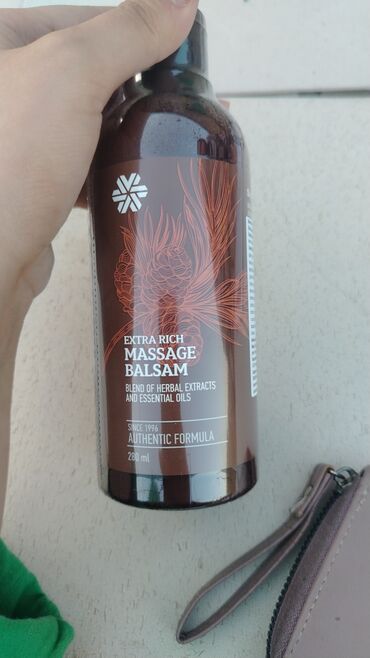 EXTRA RICH
MASSAGE
BALSAM
BLEND OF HERBAL EXTRACTS
AND ESSENTIAL OILS
SINCE 1996
AUTHENTIC FORMULA
280 ml